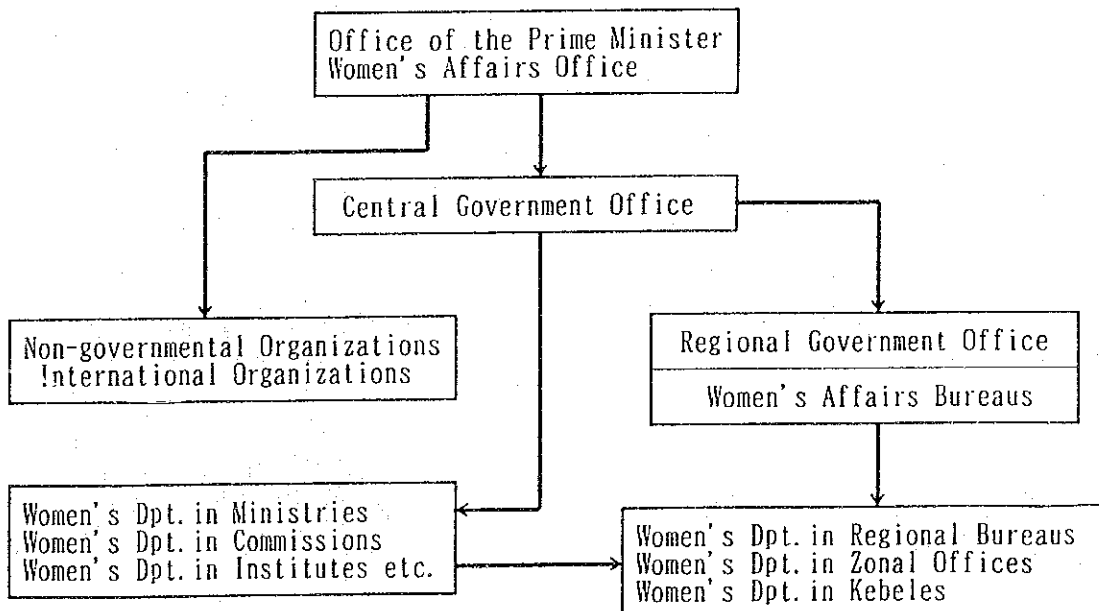 Office of the Prime Minister
Women's Affairs Office
Central Government Office
Non-governmental Organizations
International Organizations
Regional Government Office
Women's Affairs Bureaus
Women's Dpt. in Ministries
Women's Dpt. in Commissions
Women's Dpt. in Institutes etc.
Women's Dpt. in Regional Bureaus
Women's Dpt. in Zonal Offices
Women's Dpt. in Kebeles